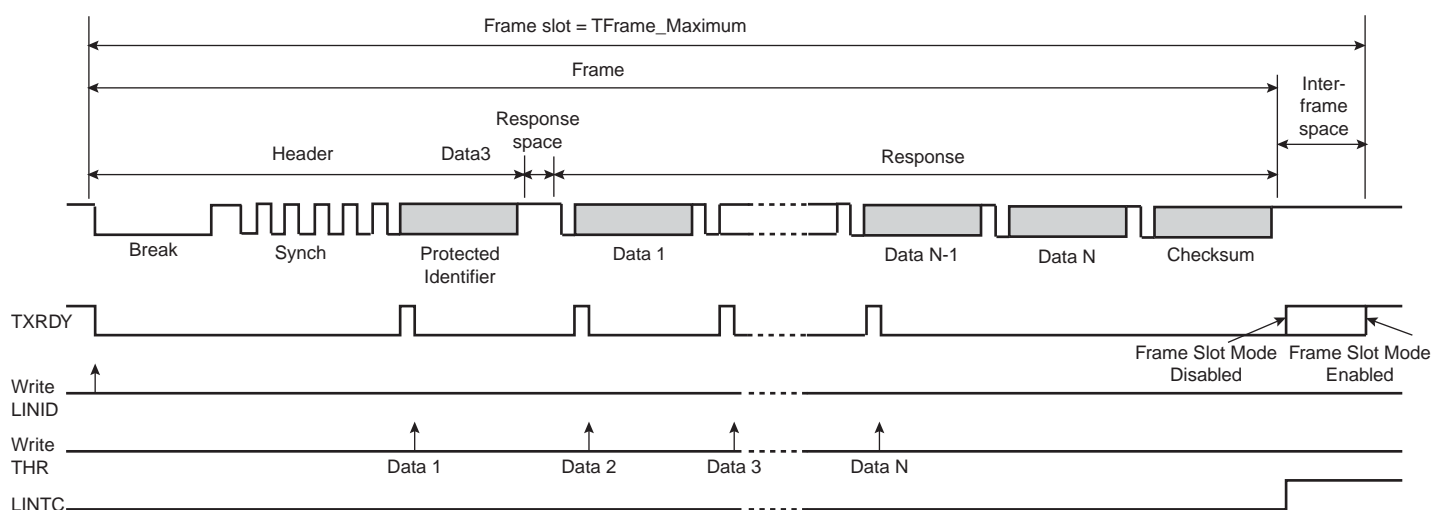 Frame slot = TFrame_Maximum
Frame
Inter-
frame
space
Response
space
Header
Data3
Response
Break
Synch
Protected
Identifier
Data 1
Data N-1
Data N
Checksum
TXRDY
Frame Slot Mode
Disabled
Frame Slot Mode
Enabled
Write
LINID
Write
THR
Data 1
Data 2
Data 3
Data N
LINTC